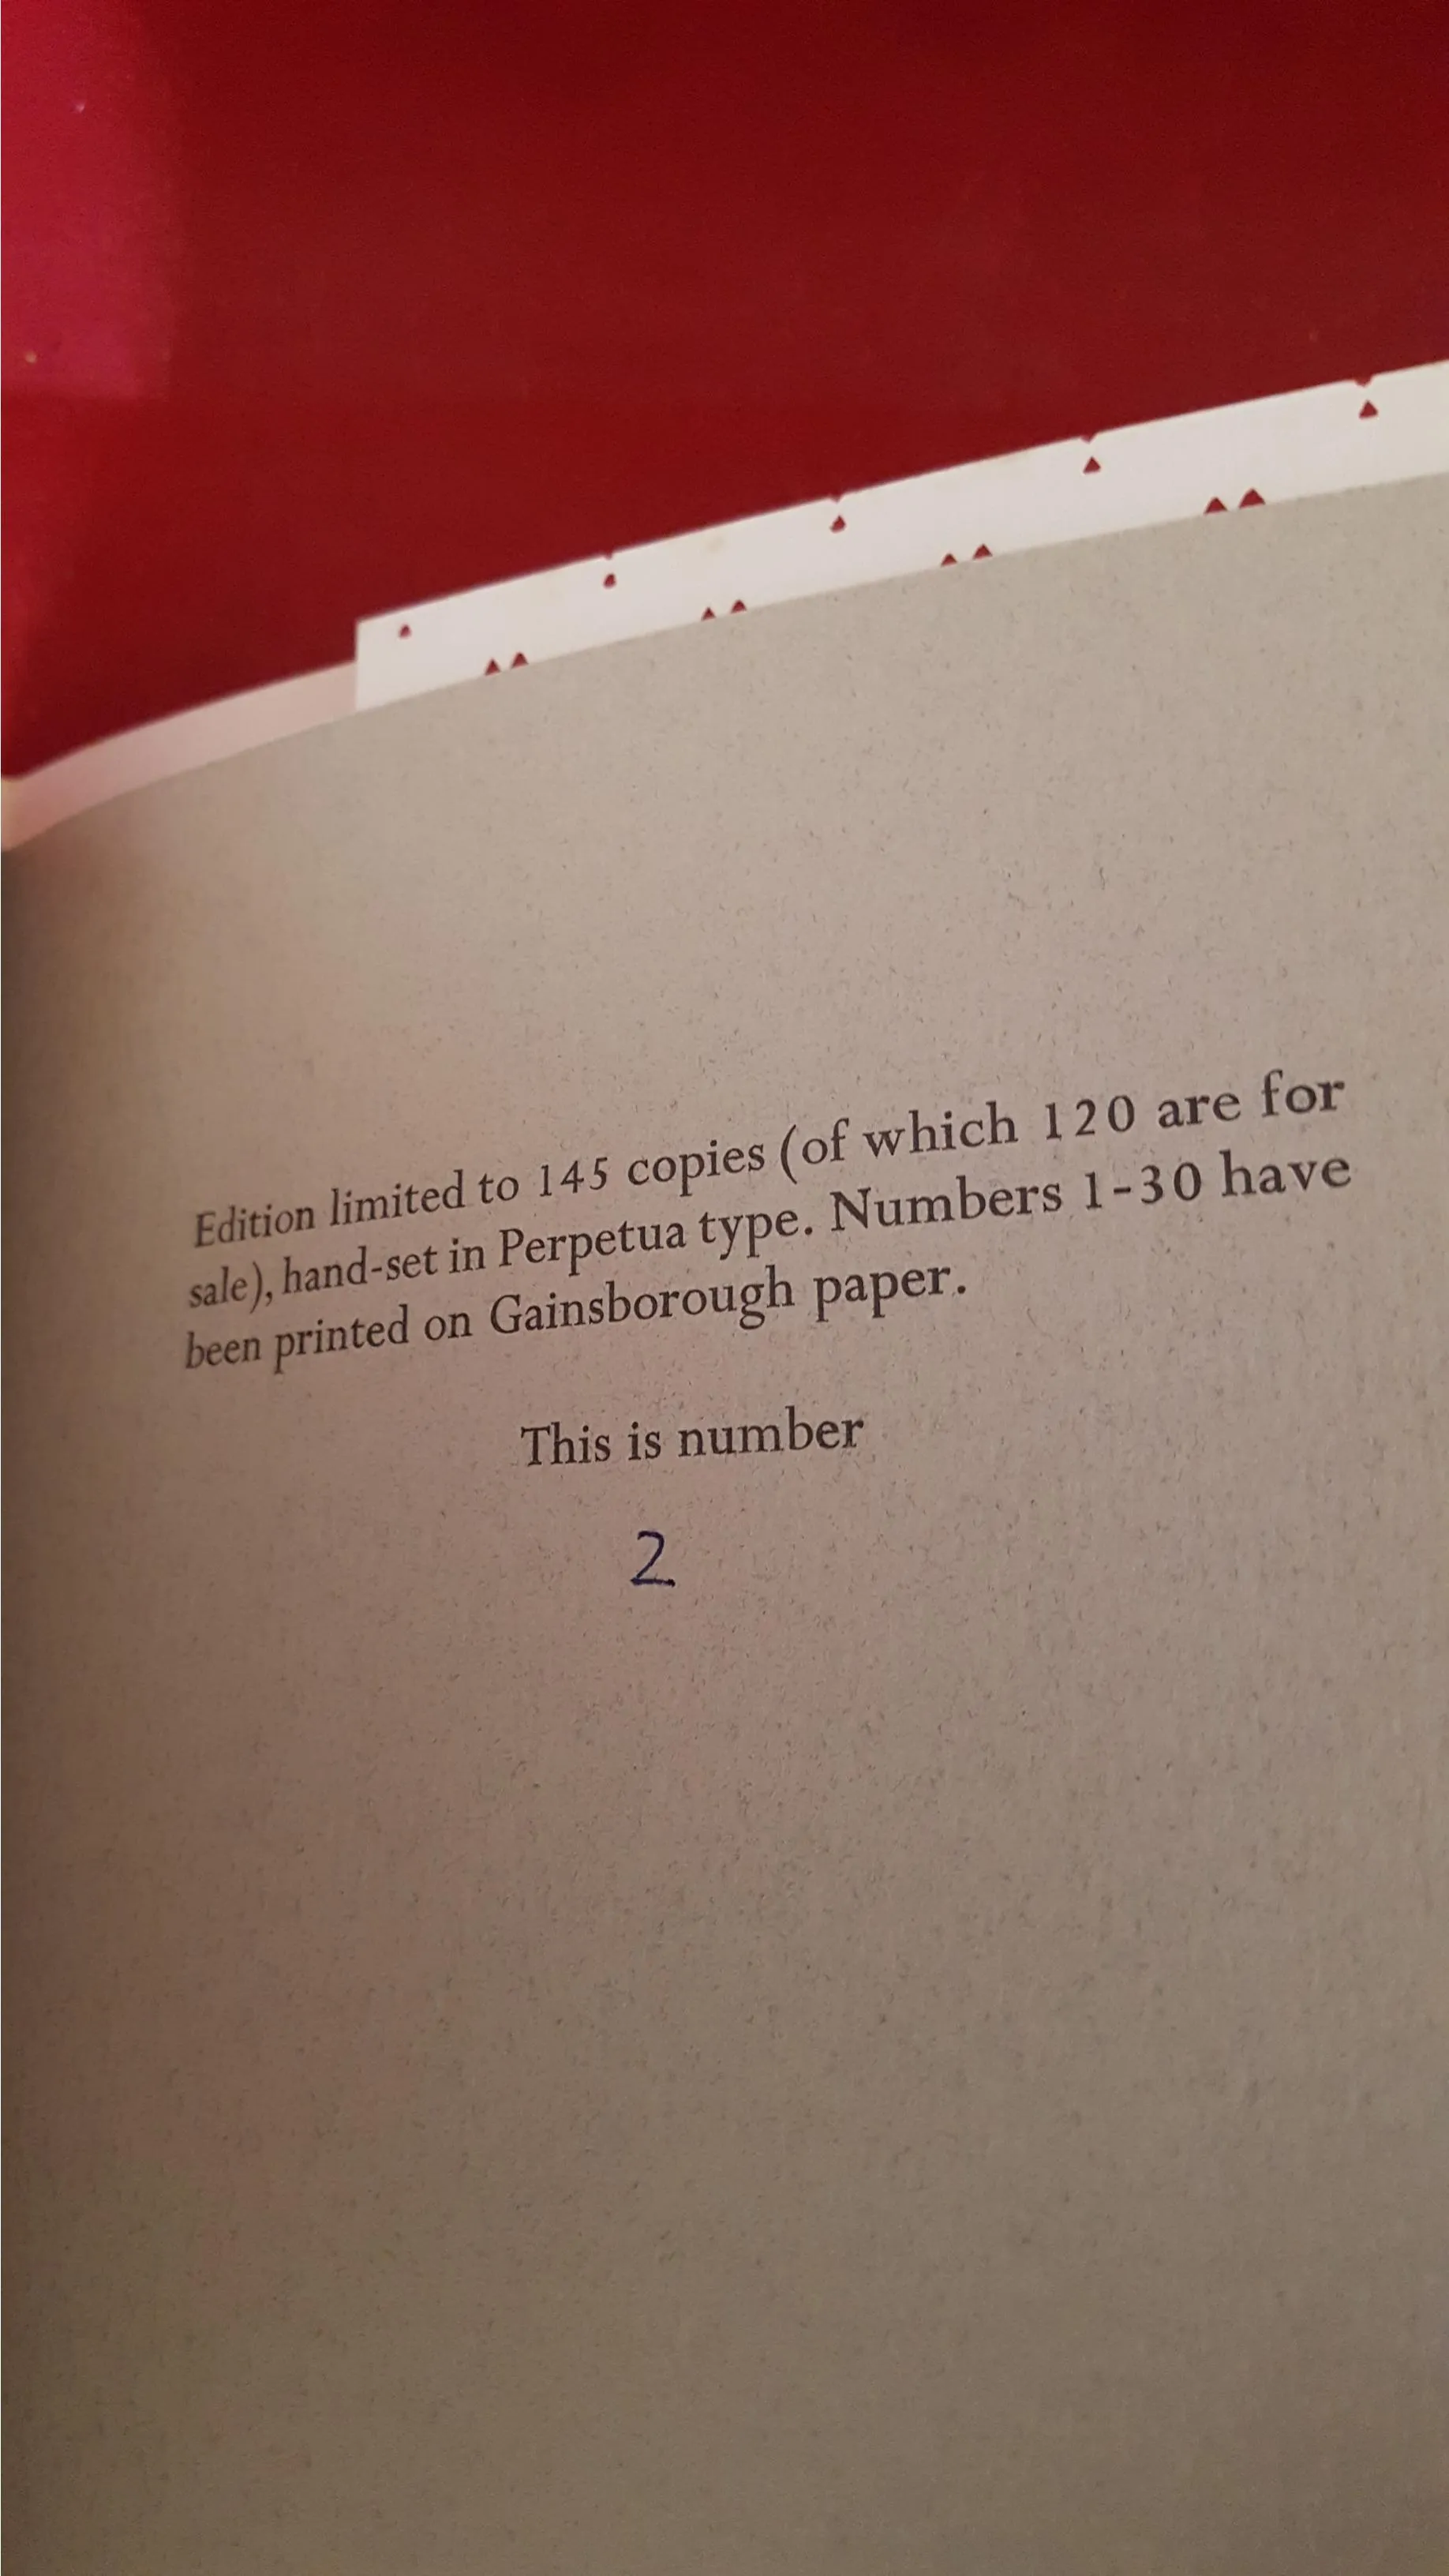 Edition limited to 145 copies (of which 120 are for
sale), hand-set in Perpetua type. Numbers 1-30 have
been printed on Gainsborough paper.
This is number
2